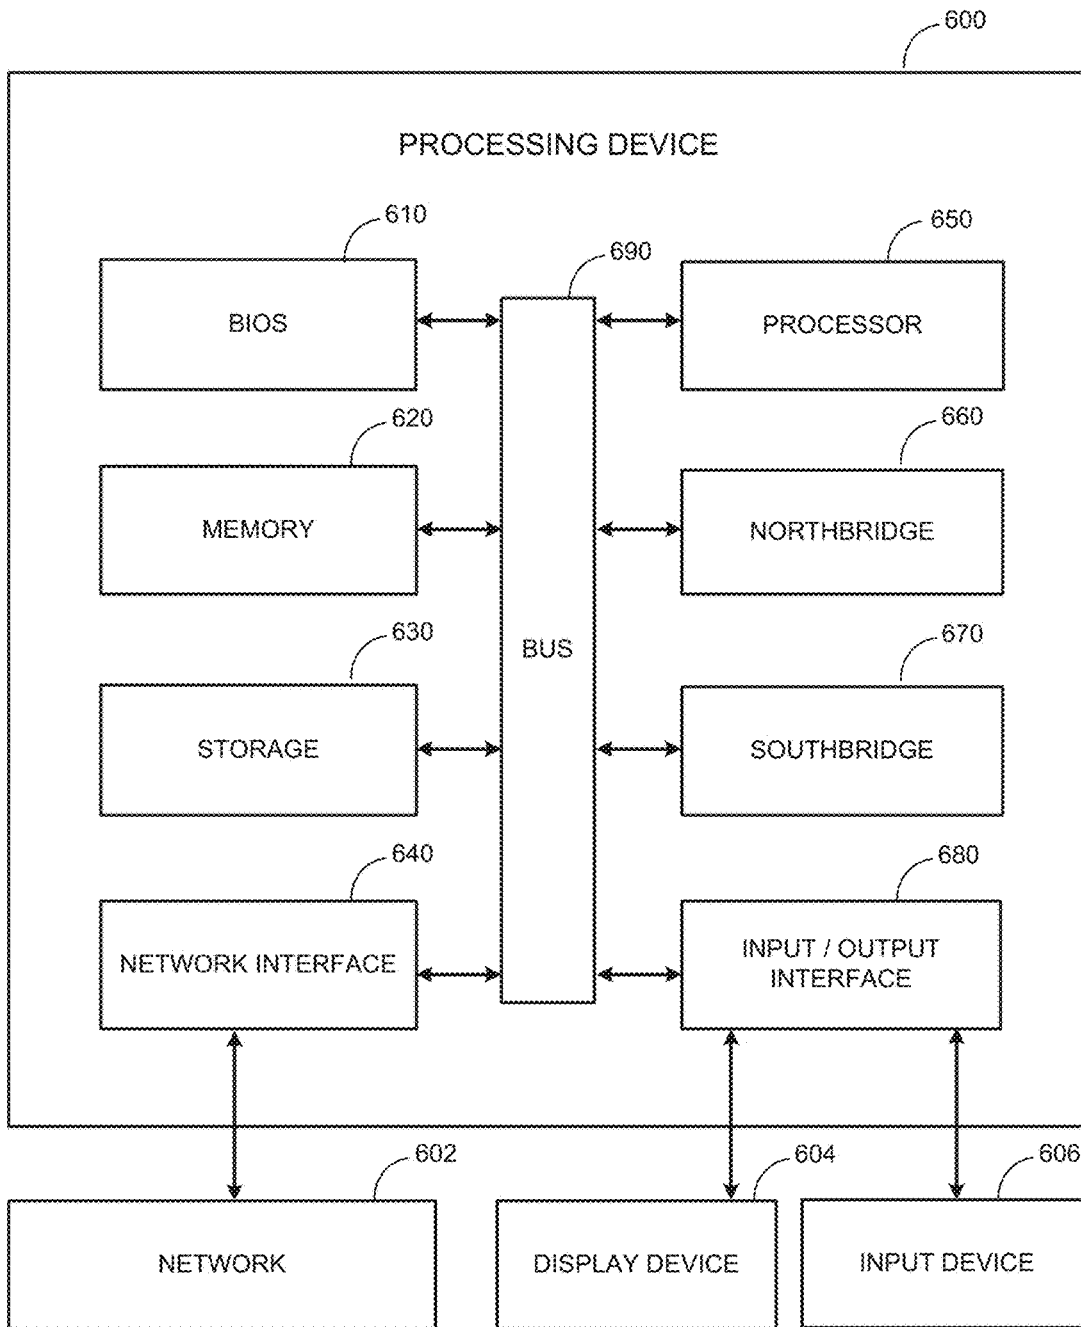 600
PROCESSING DEVICE
610
690
650
BIOS
PROCESSOR
620
660
MEMORY
NORTHBRIDGE
630
670
BUS
STORAGE
SOUTHBRIDGE
640
680
NETWORK INTERFACE
INPUT / OUTPUT
INTERFACE
602
604
606
NETWORK
DISPLAY DEVICE
INPUT DEVICE